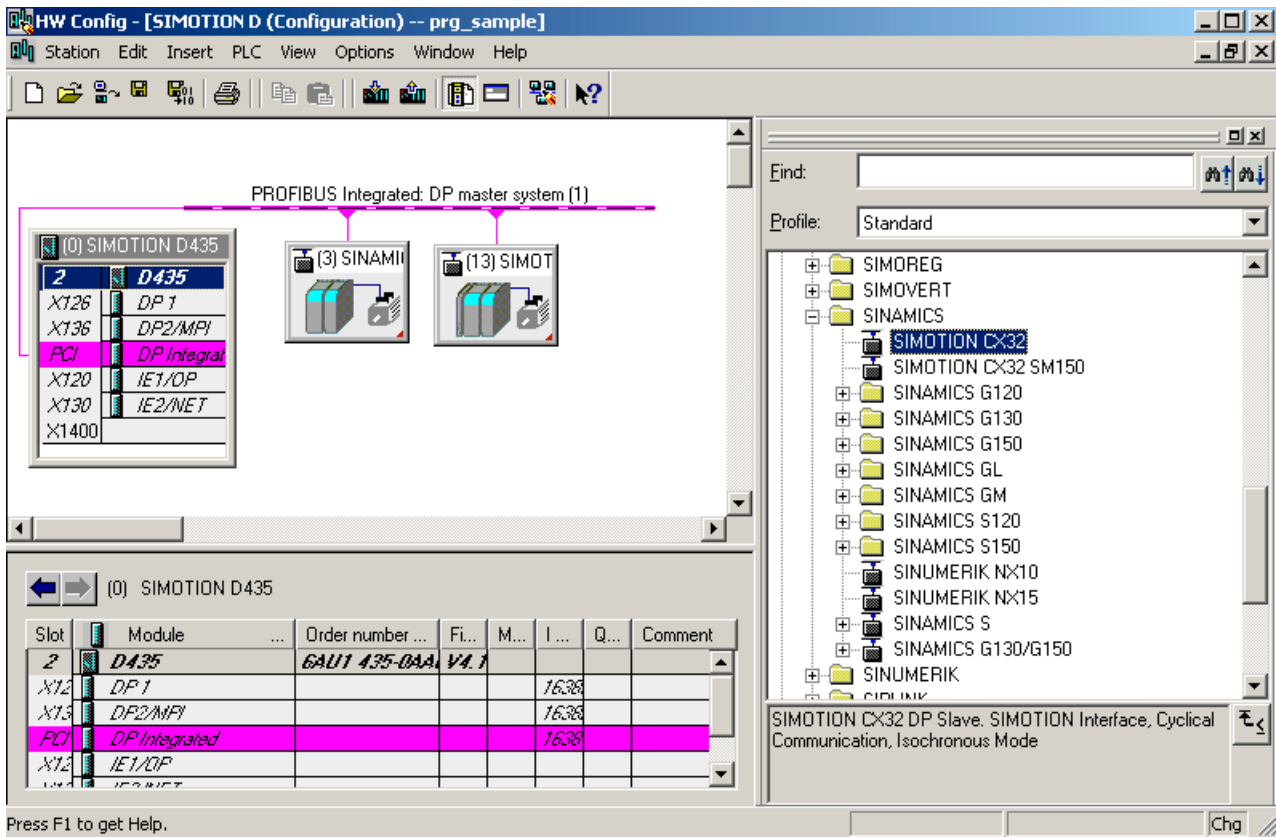 HW Config - [SIMOTION D (Configuration) -- prg_sample]
Station Edit Insert PLC View Options Window Help
PROFIBUS Integrated: DP master system (1)
(0) SIMOTION D435
2 D435
X126 DP 1
X136 DP2/MPI
PCI DP Integrat
X120 IE1/OP
X130 IE2/NET
X1400
(3) SINAMI
(13) SIMOT
Find:
Profile: Standard
SIMOREG
SIMOVERT
SINAMICS
SIMOTION CX32
SIMOTION CX32 SM150
SINAMICS G120
SINAMICS G130
SINAMICS G150
SINAMICS GL
SINAMICS GM
SINAMICS S120
SINAMICS S150
SINUMERIK NX10
SINUMERIK NX15
SINAMICS S
SINAMICS G130/G150
SINUMERIK
SIMOTION CX32 DP Slave. SIMOTION Interface, Cyclical
Communication, Isochronous Mode
(0) SIMOTION D435
Slot Module ... Order number ... Fi... M... I ... Q... Comment
2 D435 6AU1 435-0AA V4.1
X12 DP 1 1638
X13 DP2/MPI 1638
PCI DP Integrated 1638
X12 IE1/OP
Press F1 to get Help.
Chg